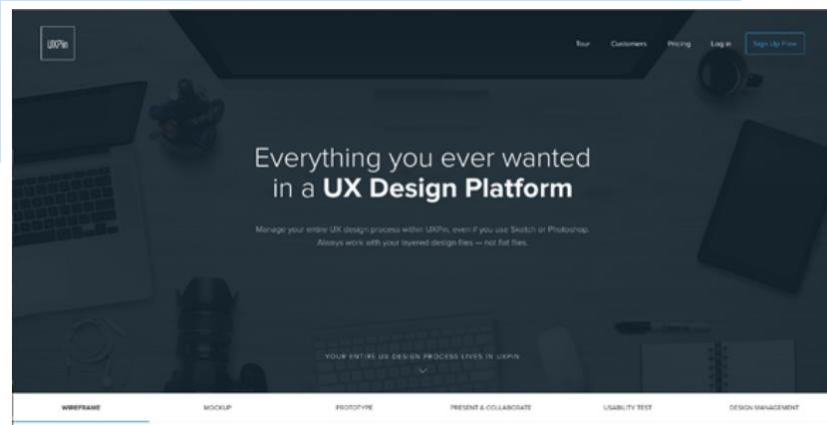 UXPin
Tour Customers Pricing Log in Sign Up Free
Everything you ever wanted
in a UX Design Platform
Manage your entire UX design process within UXPin, even if you use Sketch or Photoshop.
Always work with your layered design files — not flat files.
YOUR ENTIRE UX DESIGN PROCESS LIVES IN UXPIN
WIREFRAME MOCKUP PROTOTYPE PRESENT & COLLABORATE USABILITY TEST DESIGN MANAGEMENT